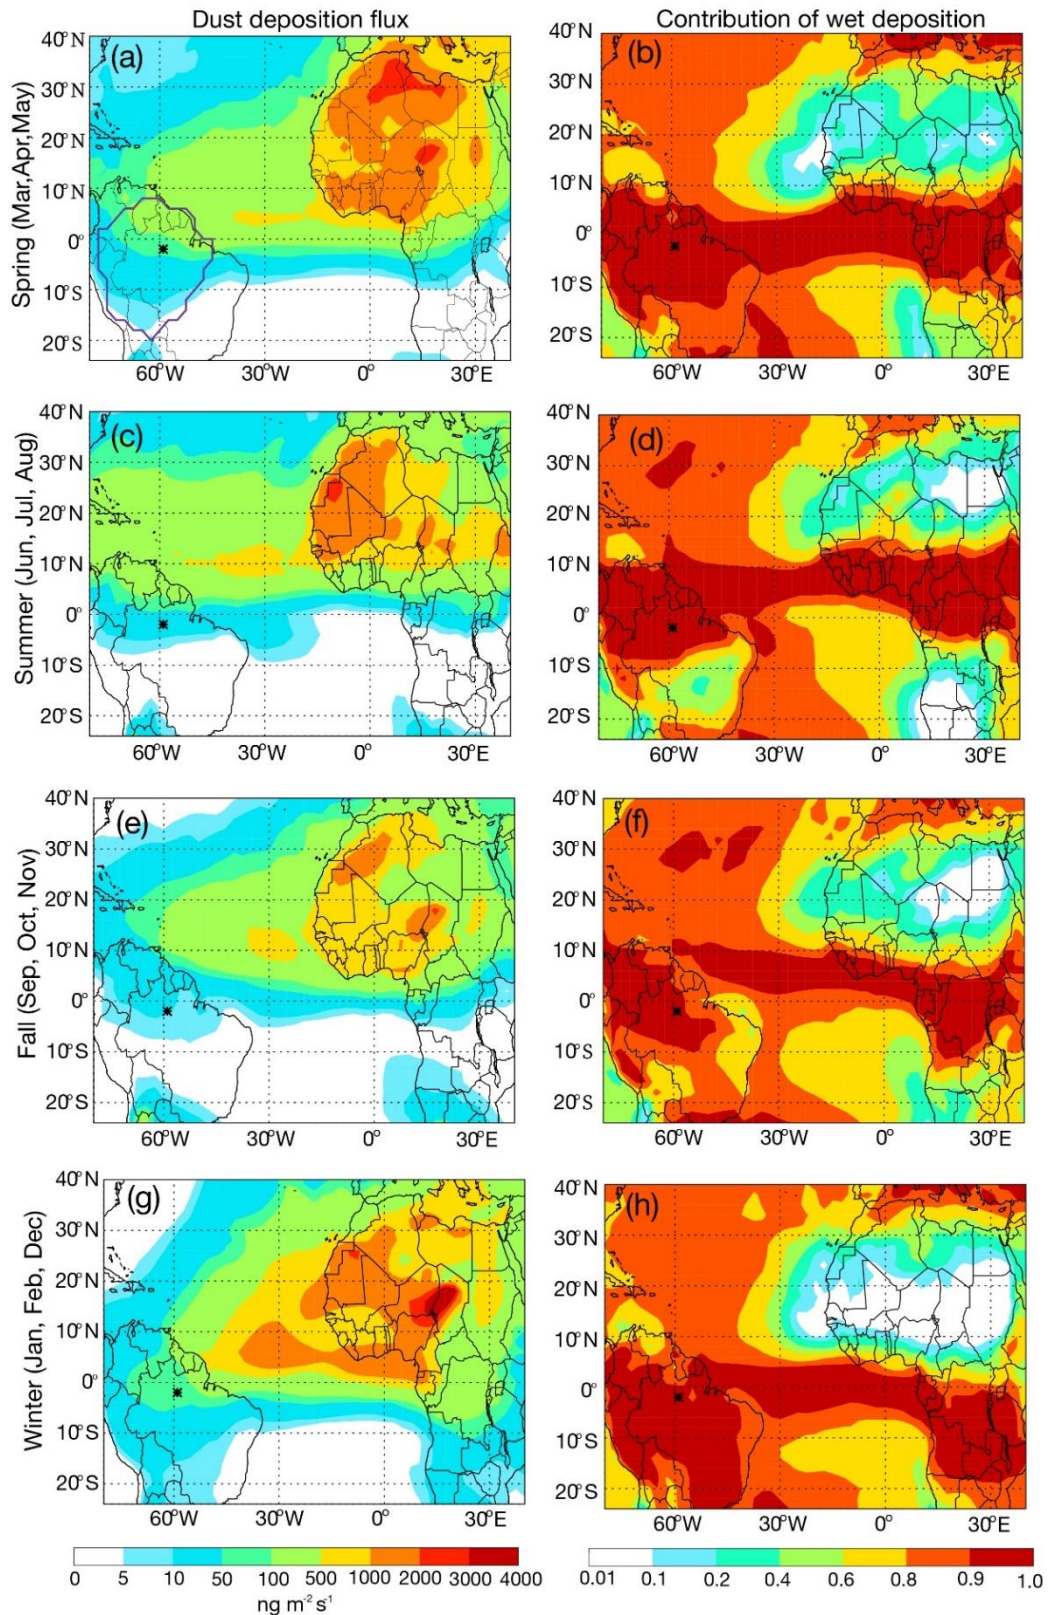 Dust deposition flux
Contribution of wet deposition
Spring (Mar,Apr,May)
(a)
40°N
30°N
20°N
10°N
0°
10°S
20°S
60°W 30°W 0° 30°E
(b)
40°N
30°N
20°N
10°N
0°
10°S
20°S
60°W 30°W 0° 30°E
Summer (Jun, Jul, Aug)
(c)
40°N
30°N
20°N
10°N
0°
10°S
20°S
60°W 30°W 0° 30°E
(d)
40°N
30°N
20°N
10°N
0°
10°S
20°S
60°W 30°W 0° 30°E
Fall (Sep, Oct, Nov)
(e)
40°N
30°N
20°N
10°N
0°
10°S
20°S
60°W 30°W 0° 30°E
(f)
40°N
30°N
20°N
10°N
0°
10°S
20°S
60°W 30°W 0° 30°E
Winter (Jan, Feb, Dec)
(g)
40°N
30°N
20°N
10°N
0°
10°S
20°S
60°W 30°W 0° 30°E
(h)
40°N
30°N
20°N
10°N
0°
10°S
20°S
60°W 30°W 0° 30°E
0 5 10 50 100 500 1000 2000 3000 4000
ng m⁻² s⁻¹
0.01 0.1 0.2 0.4 0.6 0.8 0.9 1.0